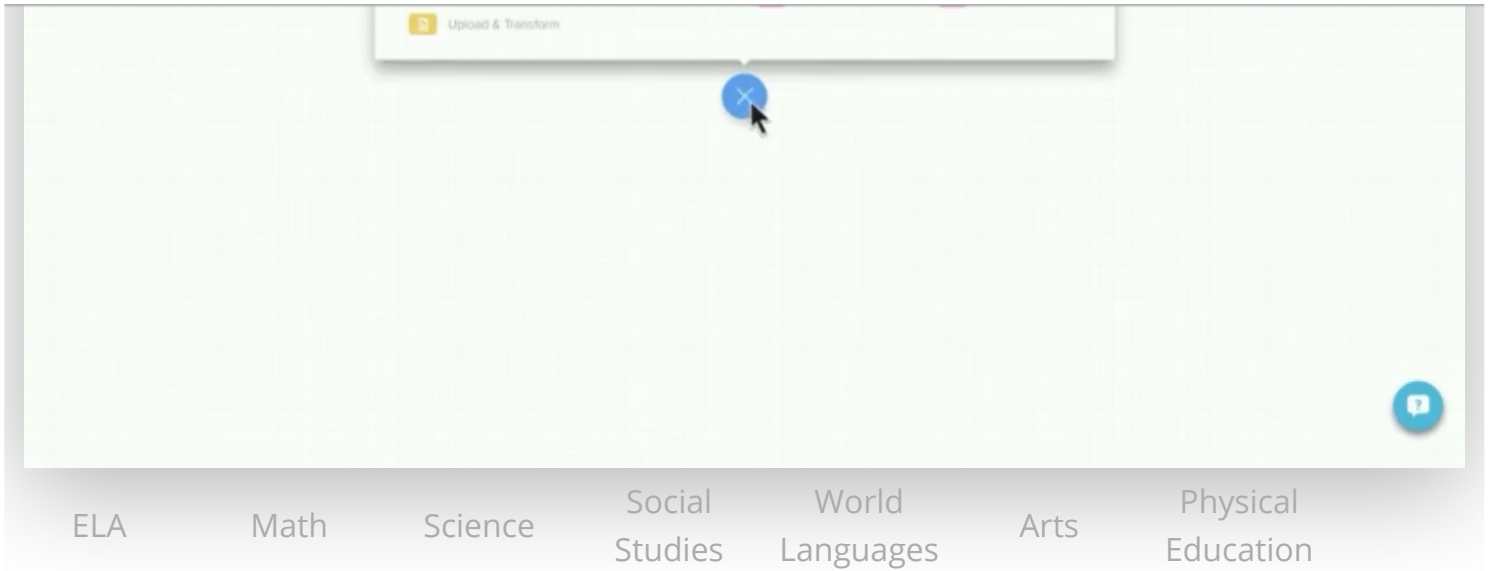 Upload & Transform
?
ELA
Math
Science
Social
Studies
World
Languages
Arts
Physical
Education